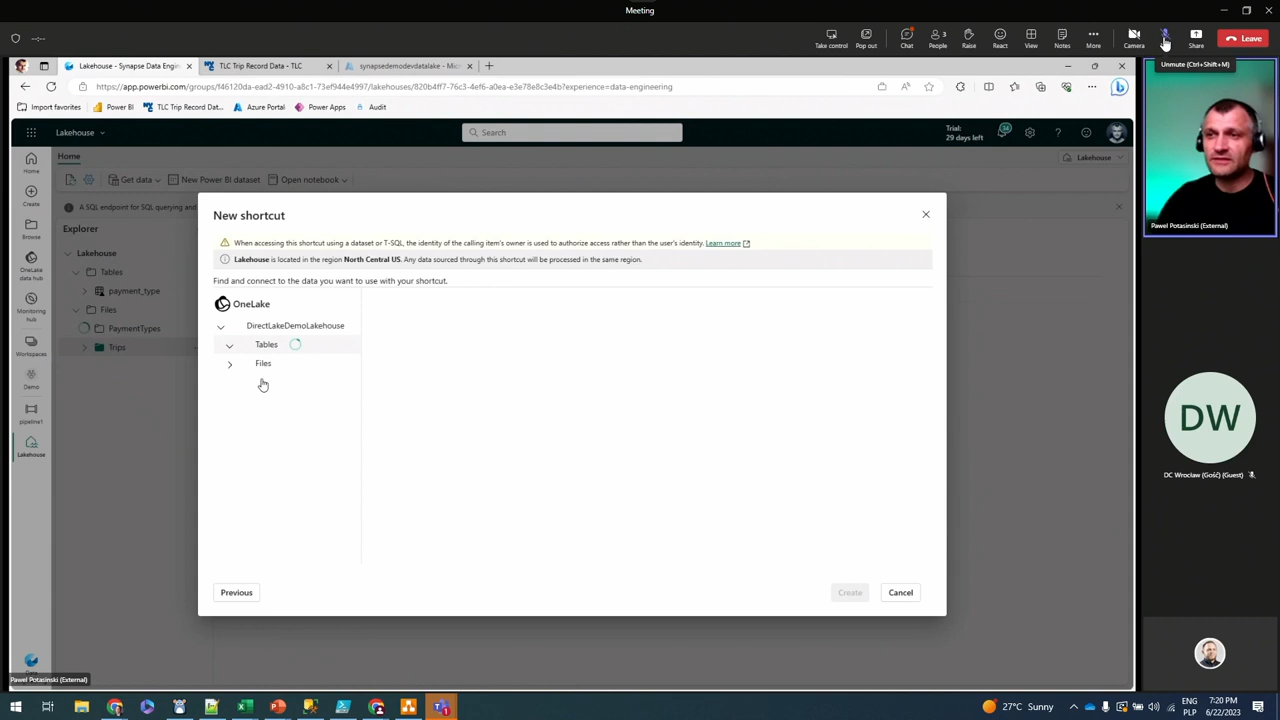 Meeting
--:--
Take control
Pop out
Chat
3
People
Raise
React
View
Notes
More
Camera
Share
Leave
Unmute (Ctrl+Shift+M)
Lakehouse - Synapse Data Engin
TLC Trip Record Data - TLC
synapsedemodevdatalake - Mic
https://app.powerbi.com/groups/f46120da-ead2-4910-a8c1-73ef944e4997/lakehouses/820b4ff7-76c3-4ef6-a0ea-e3e78e8c3e4b?experience=data-engineering
Import favorites
Power BI
TLC Trip Record Dat...
Azure Portal
Power Apps
Audit
Lakehouse
Search
Trial:
29 days left
Home
Lakehouse
Get data
New Power BI dataset
Open notebook
A SQL endpoint for SQL querying and
Explorer
Lakehouse
Tables
payment_type
Files
PaymentTypes
Trips
Home
Create
Browse
OneLake
data hub
Monitoring
hub
Workspaces
Demo
pipeline1
Lakehouse
New shortcut
When accessing this shortcut using a dataset or T-SQL, the identity of the calling item's owner is used to authorize access rather than the user's identity. Learn more
Lakehouse is located in the region North Central US. Any data sourced through this shortcut will be processed in the same region.
Find and connect to the data you want to use with your shortcut.
OneLake
DirectLakeDemoLakehouse
Tables
Files
Previous
Create
Cancel
Pawel Potasinski (External)
DW
DC Wrocław (Gość) (Guest)
Pawel Potasinski (External)
27°C Sunny
ENG
PLP
7:20 PM
6/22/2023